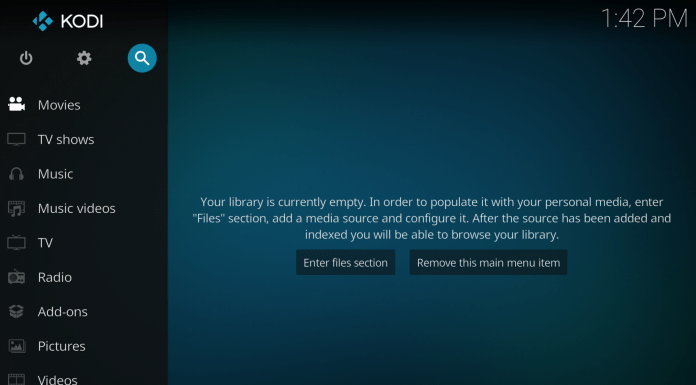 KODI
1:42 PM
Movies
TV shows
Music
Music videos
TV
Radio
Add-ons
Pictures
Videos
Your library is currently empty. In order to populate it with your personal media, enter
"Files" section, add a media source and configure it. After the source has been added and
indexed you will be able to browse your library.
Enter files section
Remove this main menu item